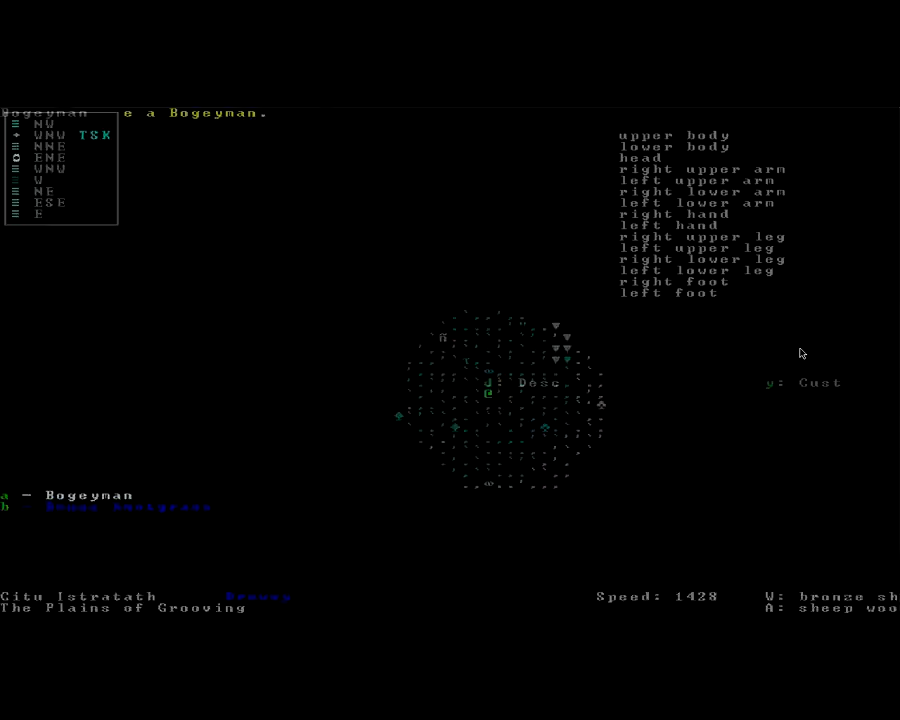 Bogeyman e a Bogeyman.
NW
WNW TSK
NNE
ENE
WNW
W
NE
ESE
E
upper body
lower body
head
right upper arm
left upper arm
right lower arm
left lower arm
right hand
left hand
right upper leg
left upper leg
right lower leg
left lower leg
right foot
left foot
: Desc
y: Cust
a - Bogeyman
b -
Citu Istratath
The Plains of Grooving
Speed: 1428
W: bronze sh
A: sheep woo